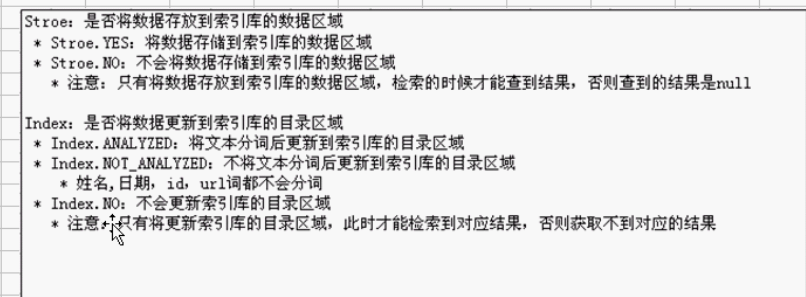 Stroe: 是否将数据存放到索引库的数据区域
* Stroe.YES: 将数据存储到索引库的数据区域
* Stroe.NO: 不会将数据存储到索引库的数据区域
* 注意: 只有将数据存放到索引库的数据区域, 检索的时候才能查到结果, 否则查到的结果是null
Index: 是否将数据更新到索引库的目录区域
* Index.ANALYZED: 将文本分词后更新到索引库的目录区域
* Index.NOT_ANALYZED: 不将文本分词后更新到索引库的目录区域
* 姓名,日期, id, url词都不会分词
* Index.NO: 不会更新索引库的目录区域
* 注意: 只有将更新索引库的目录区域, 此时才能检索到对应结果, 否则获取不到对应的结果